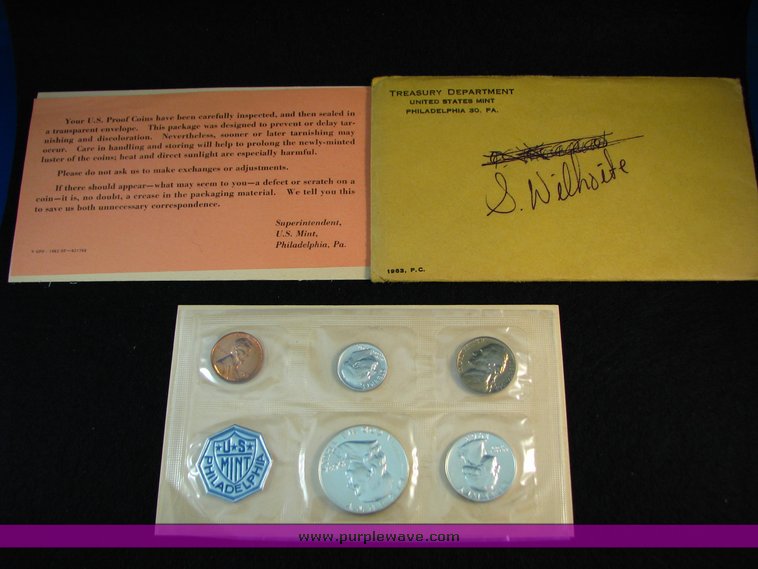 Your U.S. Proof Coins have been carefully inspected, and then sealed in
a transparent envelope. This package was designed to prevent or delay tar-
nishing and discoloration. Nevertheless, sooner or later tarnishing may
occur. Care in handling and storing will help to prolong the newly-minted
luster of the coins; heat and direct sunlight are especially harmful.
Please do not ask us to make exchanges or adjustments.
If there should appear—what may seem to you—a defect or scratch on a
coin—it is, no doubt, a crease in the packaging material. We tell you this
to save us both unnecessary correspondence.
Superintendent,
U.S. Mint,
Philadelphia, Pa.
TREASURY DEPARTMENT
UNITED STATES MINT
PHILADELPHIA 30, PA.
S. Wilhoite
1963, P.C.
U★S
MINT
PHILADELPHIA
www.purplewave.com